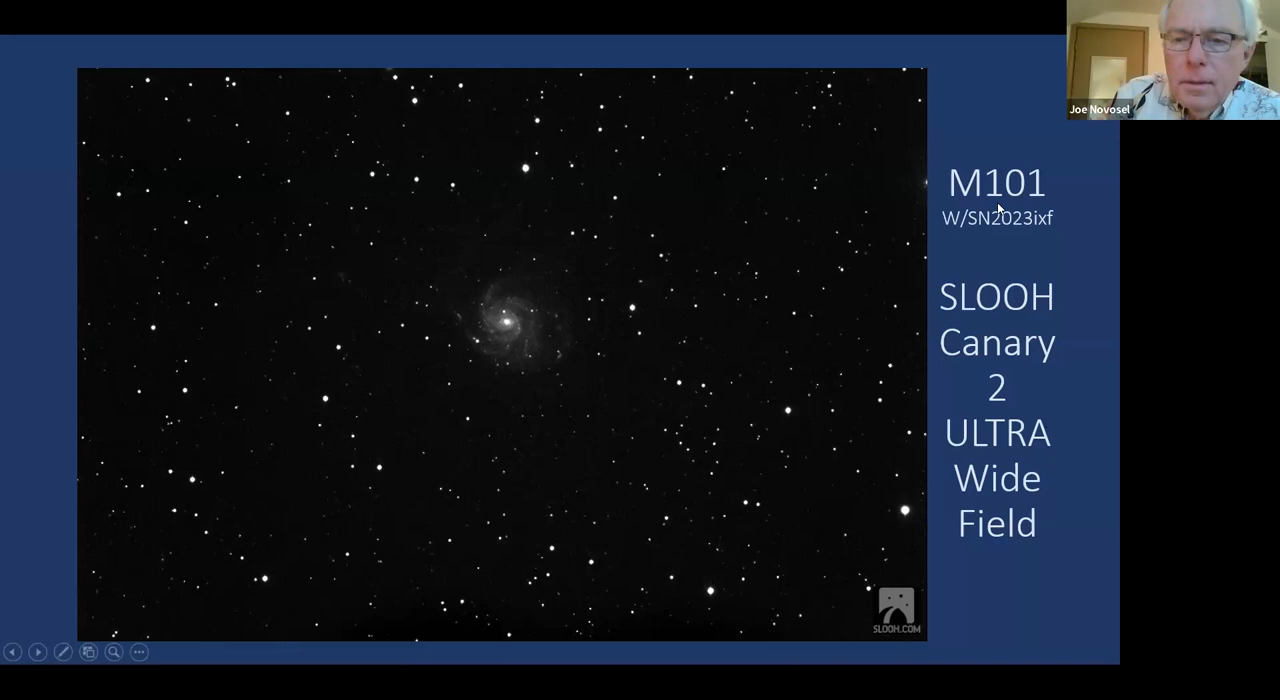 Joe Novosel
M101
W/SN2023ixf
SLOOH
Canary
2
ULTRA
Wide
Field
SLOOH.COM